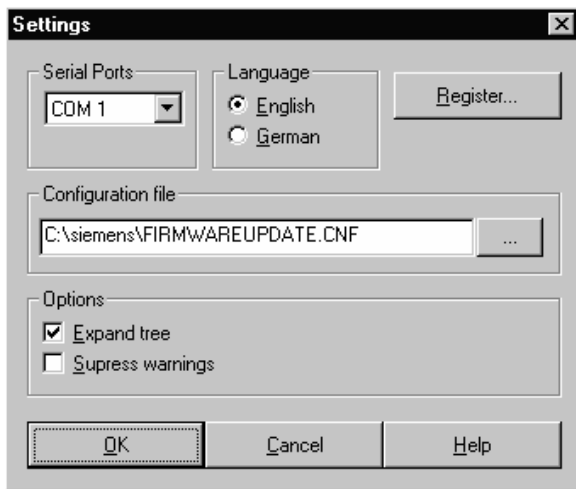 Settings
Serial Ports
COM 1
Language
English
German
Register...
Configuration file
C:\siemens\FIRMWAREUPDATE.CNF
...
Options
Expand tree
Supress warnings
OK
Cancel
Help